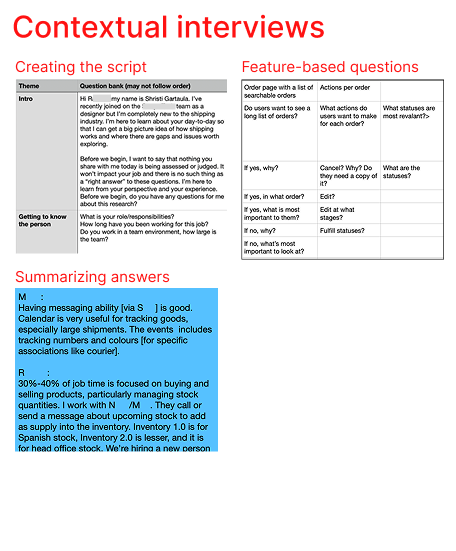 Contextual interviews
Creating the script
Theme Question bank (may not follow order)
Intro
Hi R my name is Shristi Gartaula. I've
recently joined on the team as a
designer but I'm completely new to the shipping
industry. I'm here to learn about your day-to-day so
that I can get a big picture idea of how shipping
works and where there are gaps and issues worth
exploring.
Before we begin, I want to say that nothing you
share with me today is being assessed or judged. It
won't impact your job and there is no such thing as
a "right answer" to these questions. I'm here to
learn from your perspective and your experience.
Before we begin, do you have any questions for me
about this research?
Getting to know
the person
What is your role/responsibilities?
How long have you been working for this job?
Do you work in a team environment, how large is
the team?
Feature-based questions
Order page with a list of
searchable orders
Actions per order
Do users want to see a
long list of orders?
What actions do
users want to make
for each order?
What statuses are
most revalant?>
If yes, why?
Cancel? Why? Do
they need a copy of
it?
What are the
statuses?
If yes, in what order?
Edit?
If yes, what is most
important to them?
Edit at what
stages?
If no, why?
Fulfill statuses?
If no, what's most
important to look at?
Summarizing answers
M :
Having messaging ability [via S ] is good.
Calendar is very useful for tracking goods,
especially large shipments. The events includes
tracking numbers and colours [for specific
associations like courier].
R :
30%-40% of job time is focused on buying and
selling products, particularly managing stock
quantities. I work with N /M . They call or
send a message about upcoming stock to add
as supply into the inventory. Inventory 1.0 is for
Spanish stock, Inventory 2.0 is lesser, and it is
for head office stock. We're hiring a new person